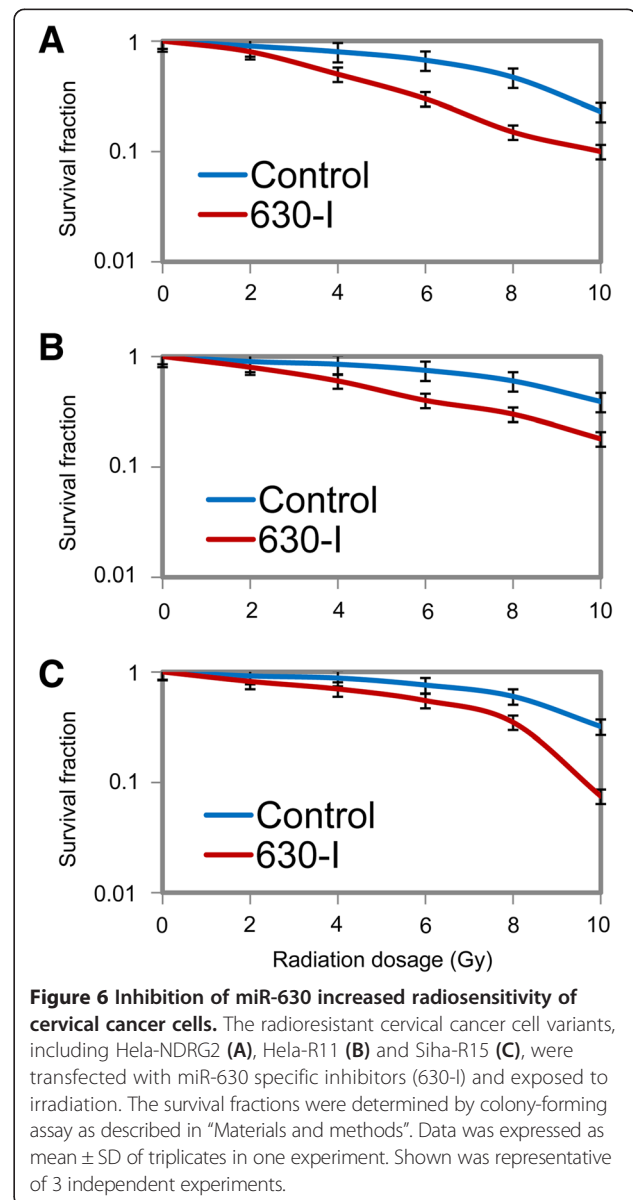 A
1
0.1
0.01
Survival fraction
Control
630-I
0 2 4 6 8 10
B
1
0.1
0.01
Survival fraction
Control
630-I
0 2 4 6 8 10
C
1
0.1
0.01
Survival fraction
Control
630-I
0 2 4 6 8 10
Radiation dosage (Gy)
Figure 6 Inhibition of miR-630 increased radiosensitivity of
cervical cancer cells. The radioresistant cervical cancer cell variants,
including Hela-NDRG2 (A), Hela-R11 (B) and Siha-R15 (C), were
transfected with miR-630 specific inhibitors (630-I) and exposed to
irradiation. The survival fractions were determined by colony-forming
assay as described in “Materials and methods”. Data was expressed as
mean ± SD of triplicates in one experiment. Shown was representative
of 3 independent experiments.